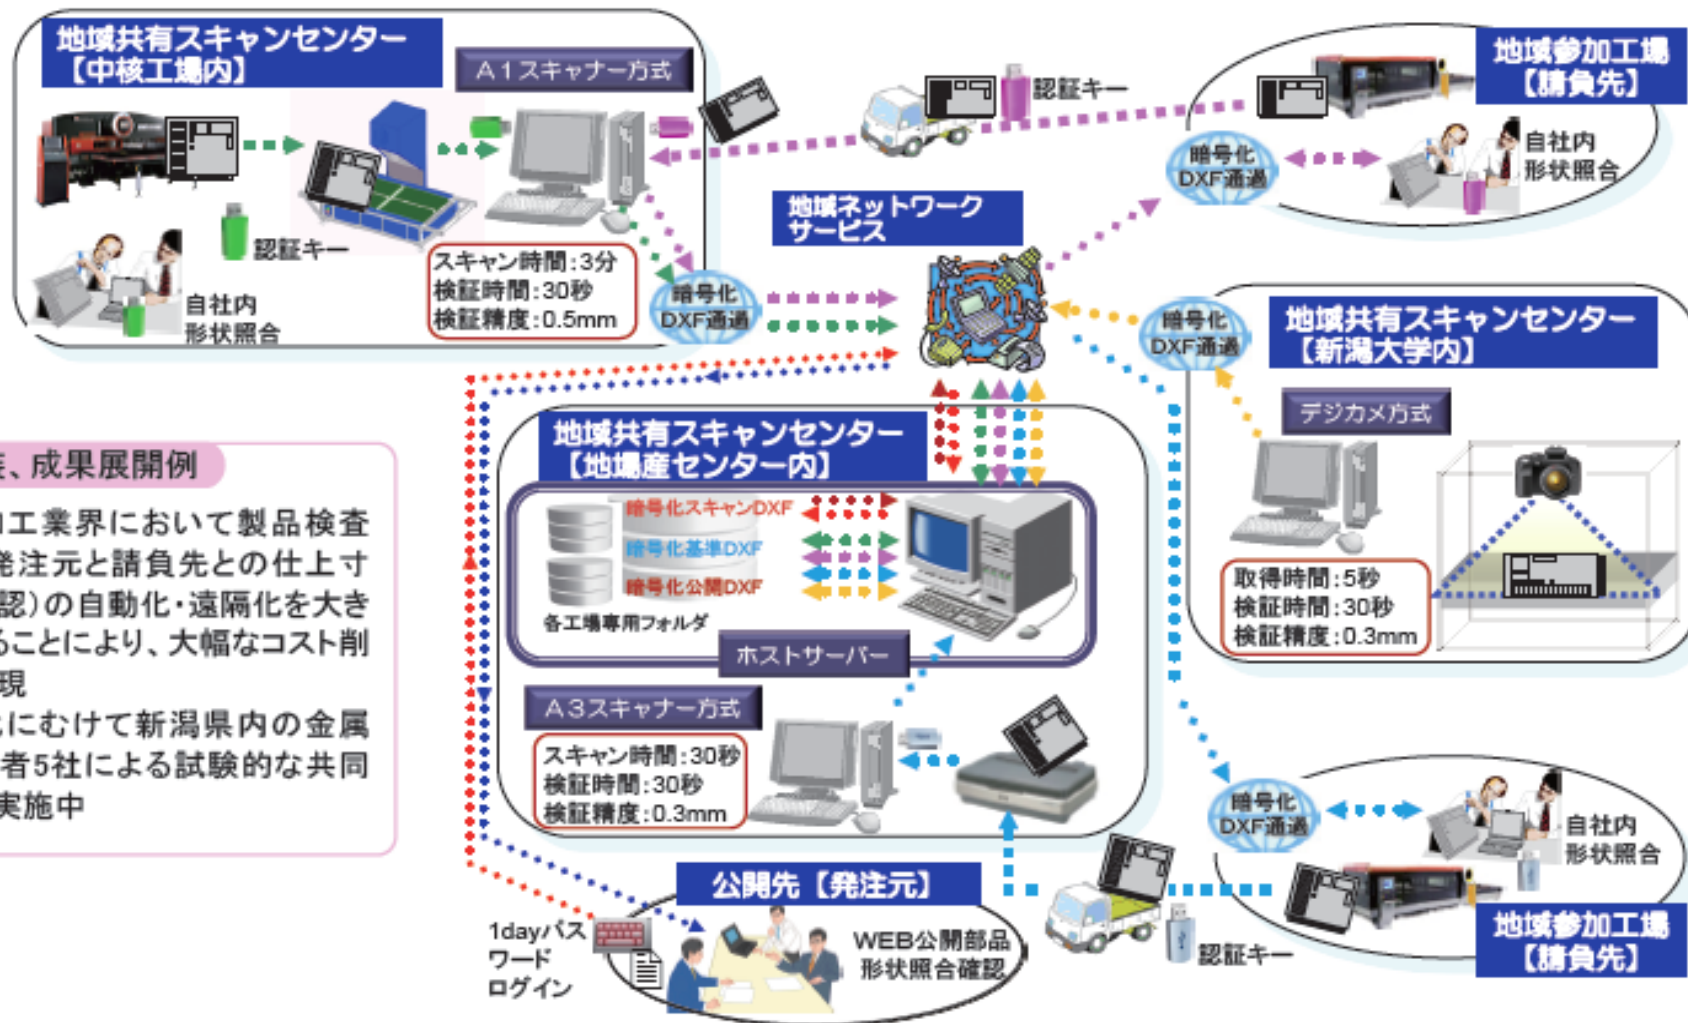 地域共有スキャンセンター
【中核工場内】
A1スキャナー方式
認証キー
自社内
形状照合
スキャン時間:3分
検証時間:30秒
検証精度:0.5mm
暗号化
DXF通過
認証キー
地域参加工場
【請負先】
暗号化
DXF通過
自社内
形状照合
地域ネットワーク
サービス
暗号化
DXF通過
地域共有スキャンセンター
【新潟大学内】
デジカメ方式
取得時間:5秒
検証時間:30秒
検証精度:0.3mm
、成果展開例
工業界において製品検査
発注元と請負先との仕上寸
認)の自動化・遠隔化を大き
ることにより、大幅なコスト削
現
にむけて新潟県内の金属
者5社による試験的な共同
実施中
地域共有スキャンセンター
【地場産センター内】
暗号化スキャンDXF
暗号化基準DXF
暗号化公開DXF
各工場専用フォルダ
ホストサーバー
A3スキャナー方式
スキャン時間:30秒
検証時間:30秒
検証精度:0.3mm
暗号化
DXF通過
自社内
形状照合
地域参加工場
【請負先】
認証キー
公開先【発注元】
1dayパス
ワード
ログイン
WEB公開部品
形状照合確認